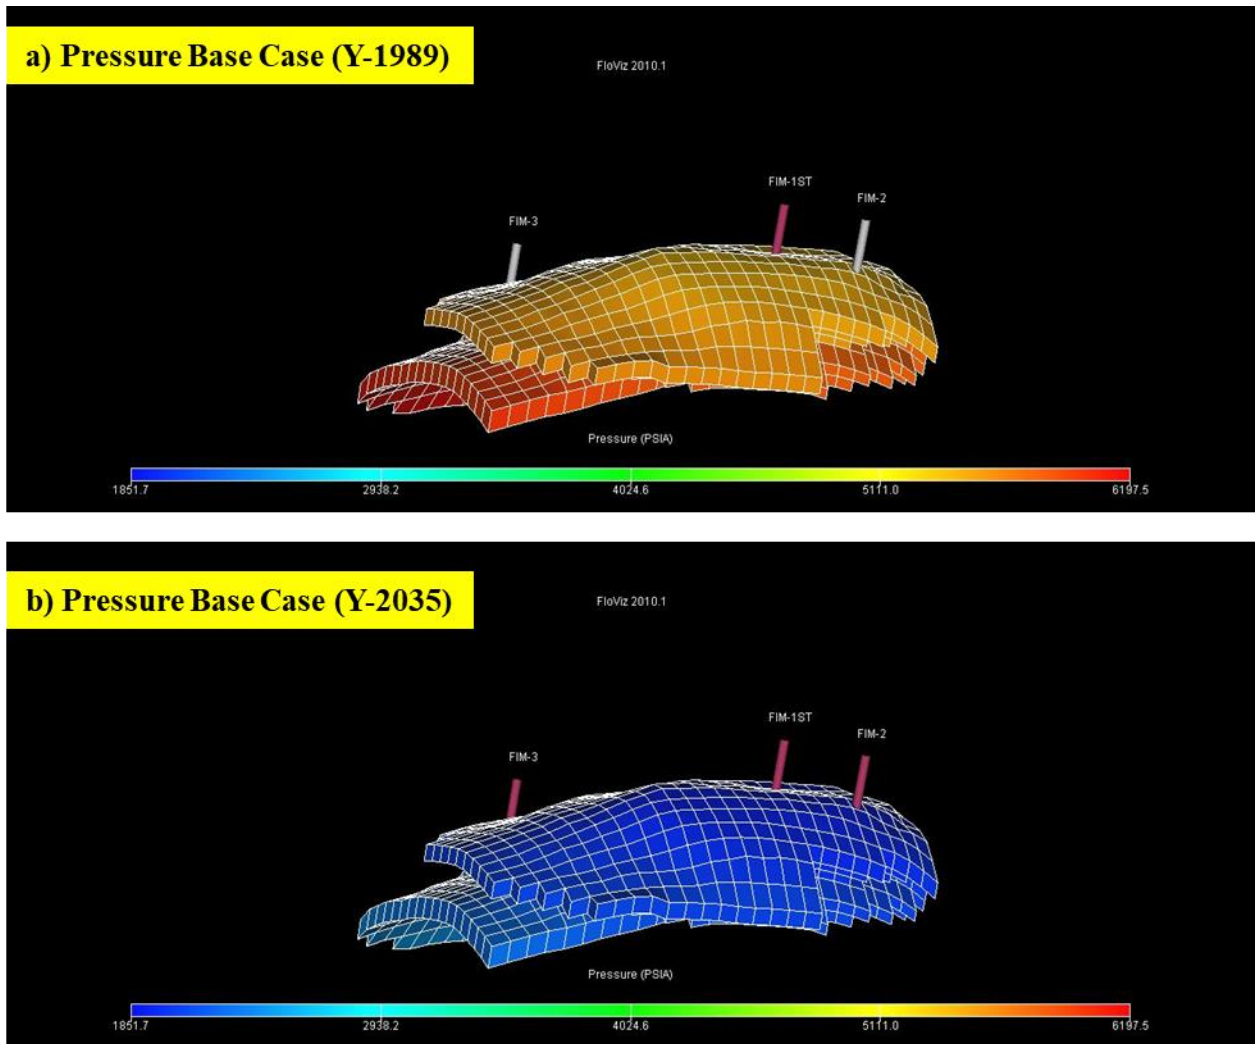 a) Pressure Base Case (Y-1989)
FloViz 2010.1
FIM-1ST
FIM-2
FIM-3
Pressure (PSIA)
1851.7 2938.2 4024.6 5111.0 6197.5
b) Pressure Base Case (Y-2035)
FloViz 2010.1
FIM-1ST
FIM-2
FIM-3
Pressure (PSIA)
1851.7 2938.2 4024.6 5111.0 6197.5